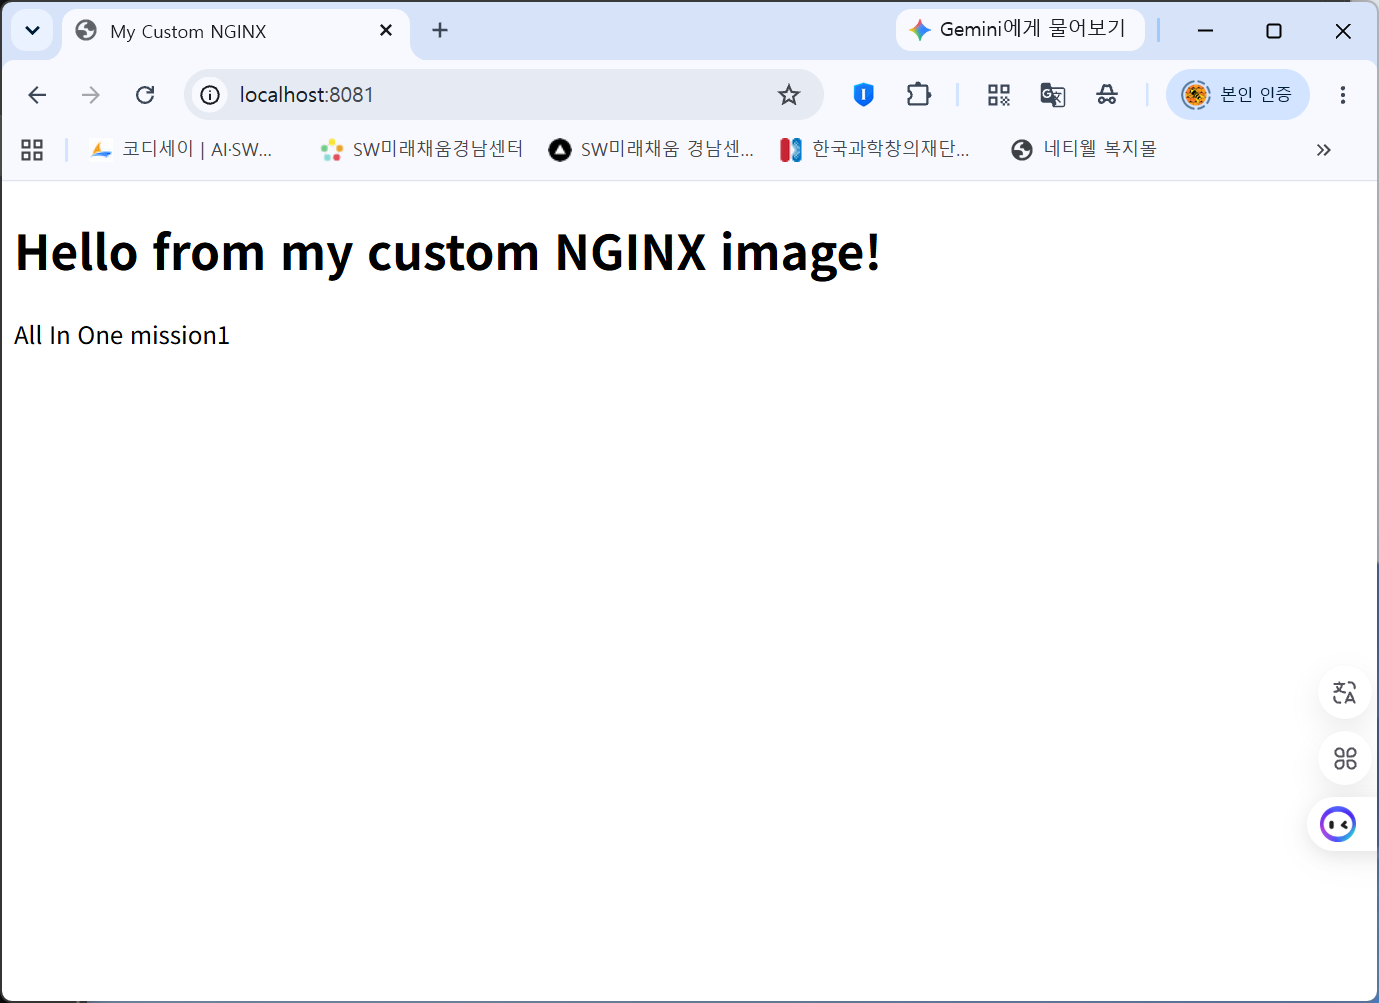 My Custom NGINX
Gemini에게 물어보기
localhost:8081
본인 인증
코디세이 | AI·SW...
SW미래채움경남센터
SW미래채움 경남센...
한국과학창의재단...
네티웰 복지몰
Hello from my custom NGINX image!
All In One mission1